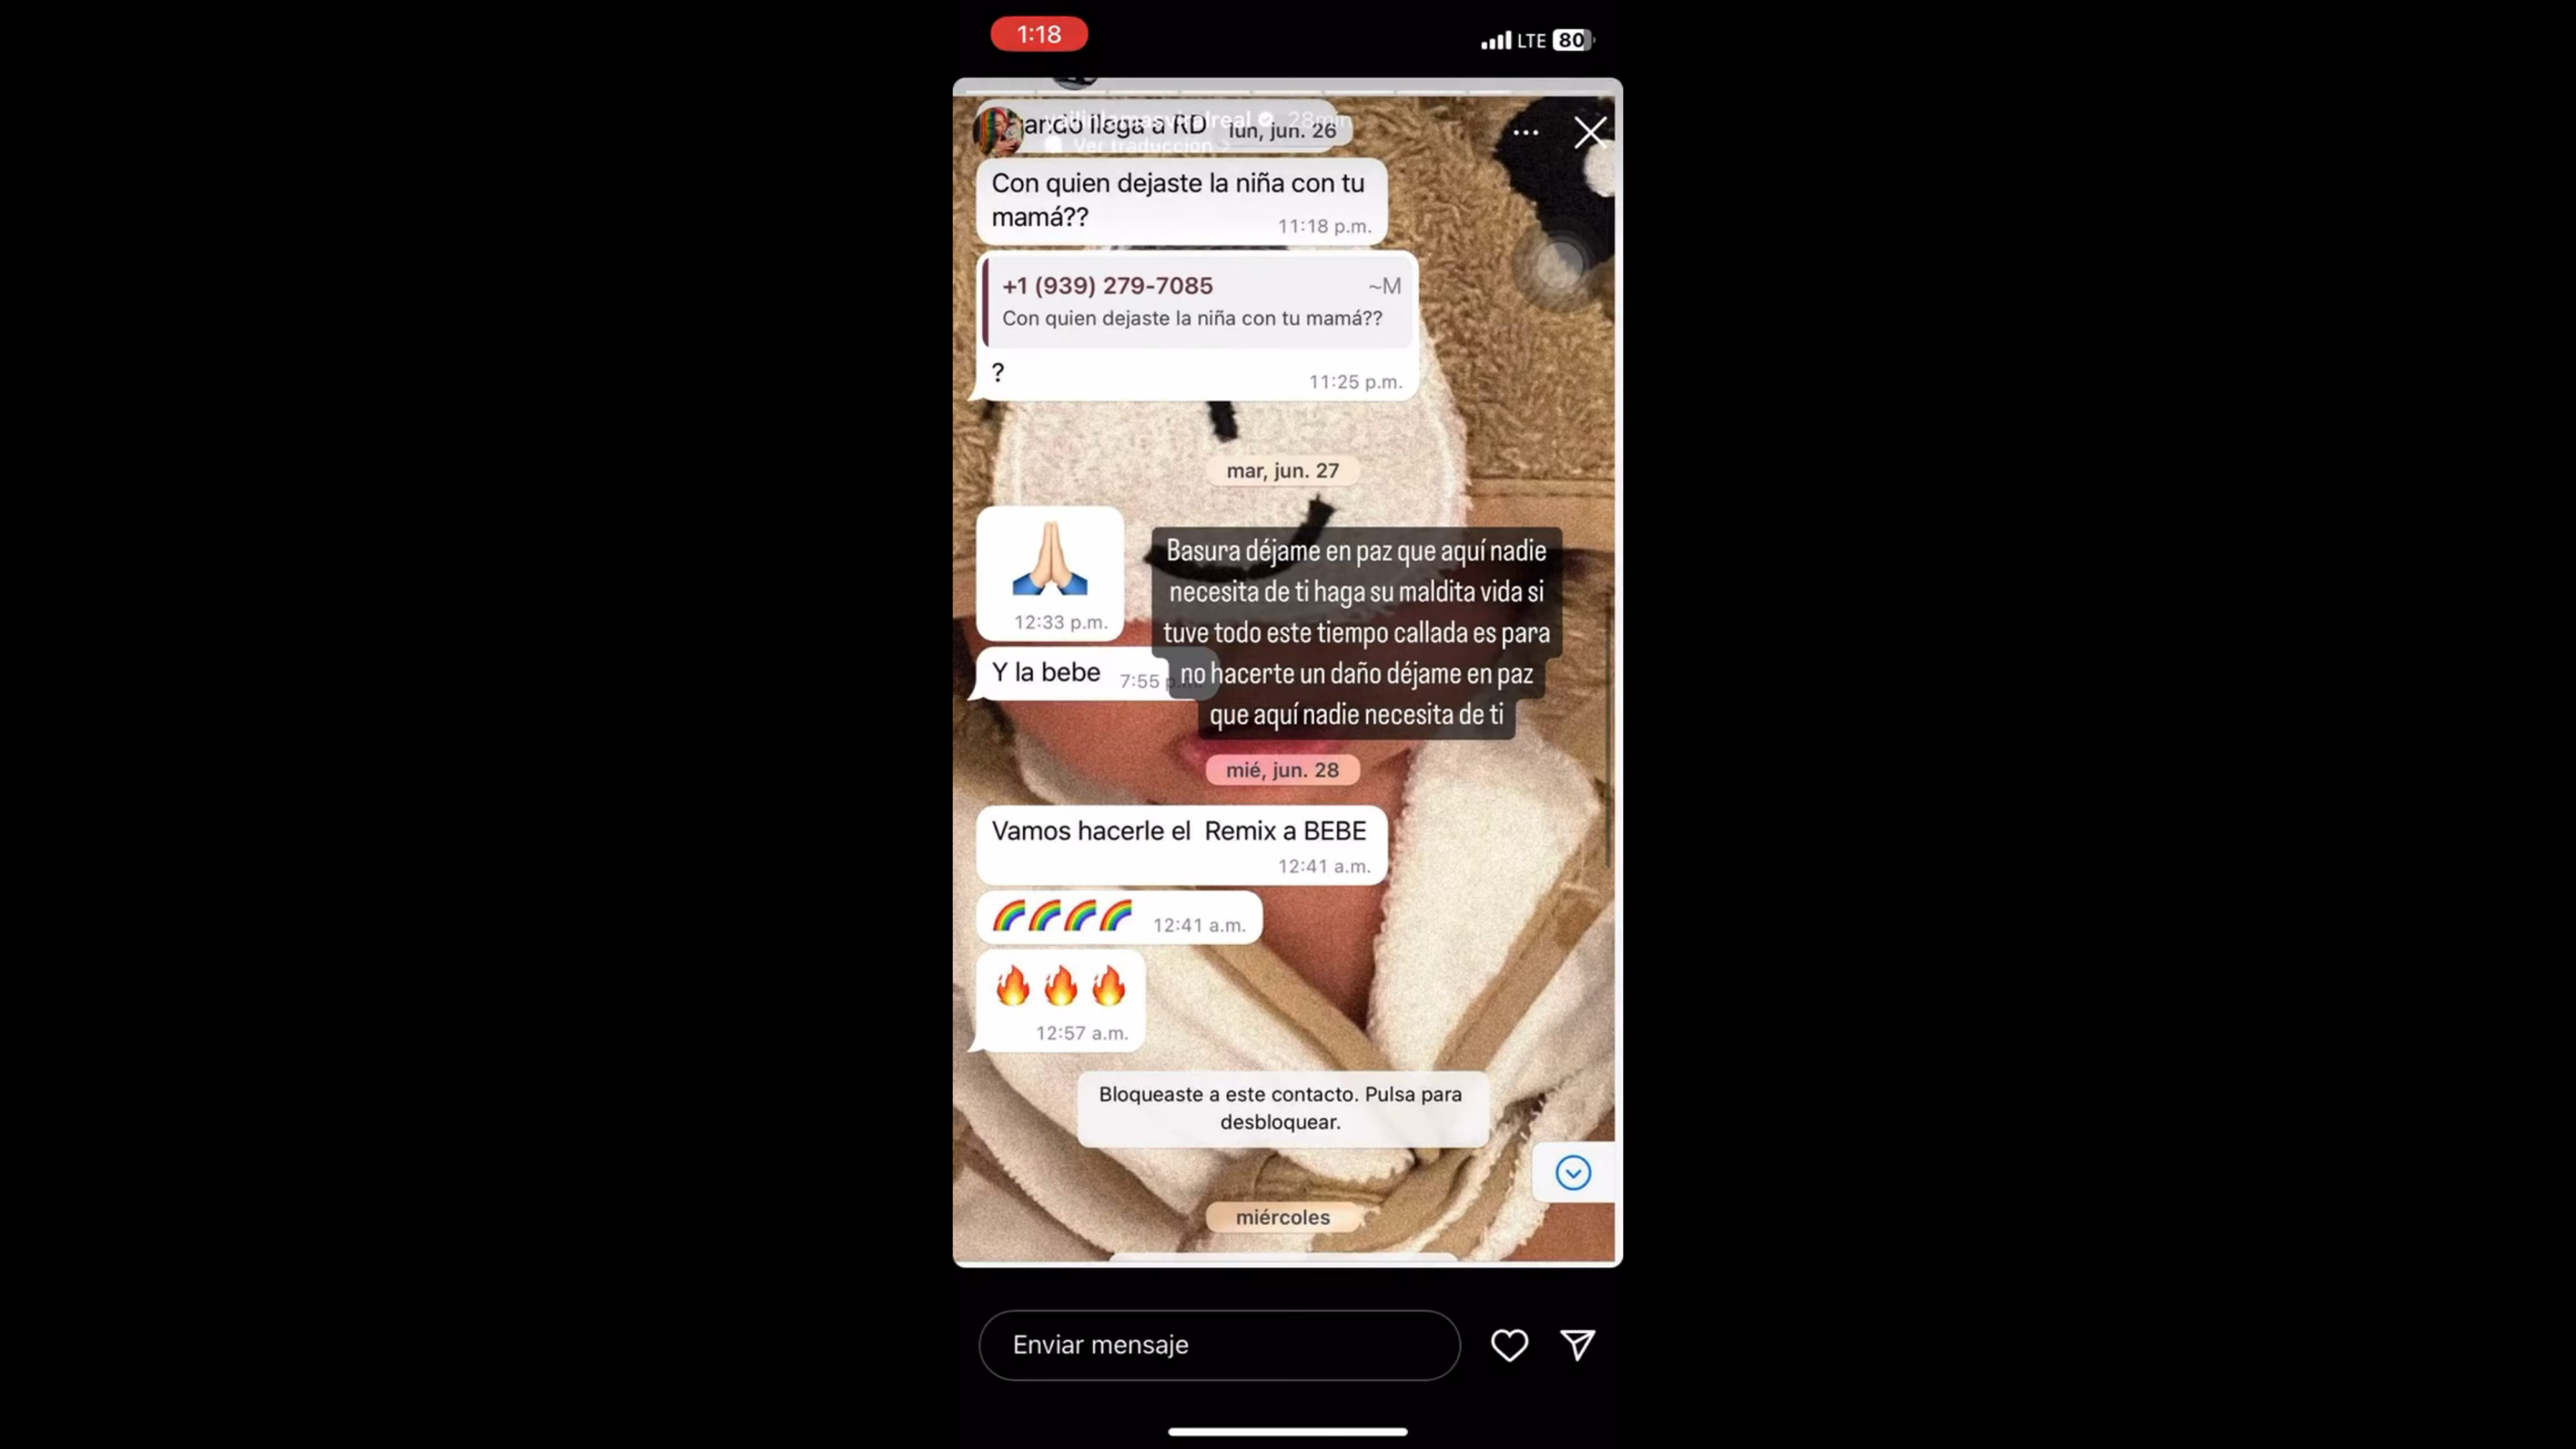 1:18
LTE 80
lun, jun. 26
28min
ando llega a RD
Ver traducción
Con quien dejaste la niña con tu
mamá??
11:18 p.m.
+1 (939) 279-7085 ~M
Con quien dejaste la niña con tu mamá??
?
11:25 p.m.
mar, jun. 27
🙏🏻
12:33 p.m.
Y la bebe 7:55 p.m.
Basura déjame en paz que aquí nadie
necesita de ti haga su maldita vida si
tuve todo este tiempo callada es para
no hacerte un daño déjame en paz
que aquí nadie necesita de ti
mié, jun. 28
Vamos hacerle el Remix a BEBE
12:41 a.m.
🌈🌈🌈🌈 12:41 a.m.
🔥🔥🔥
12:57 a.m.
Bloqueaste a este contacto. Pulsa para
desbloquear.
miércoles
Enviar mensaje